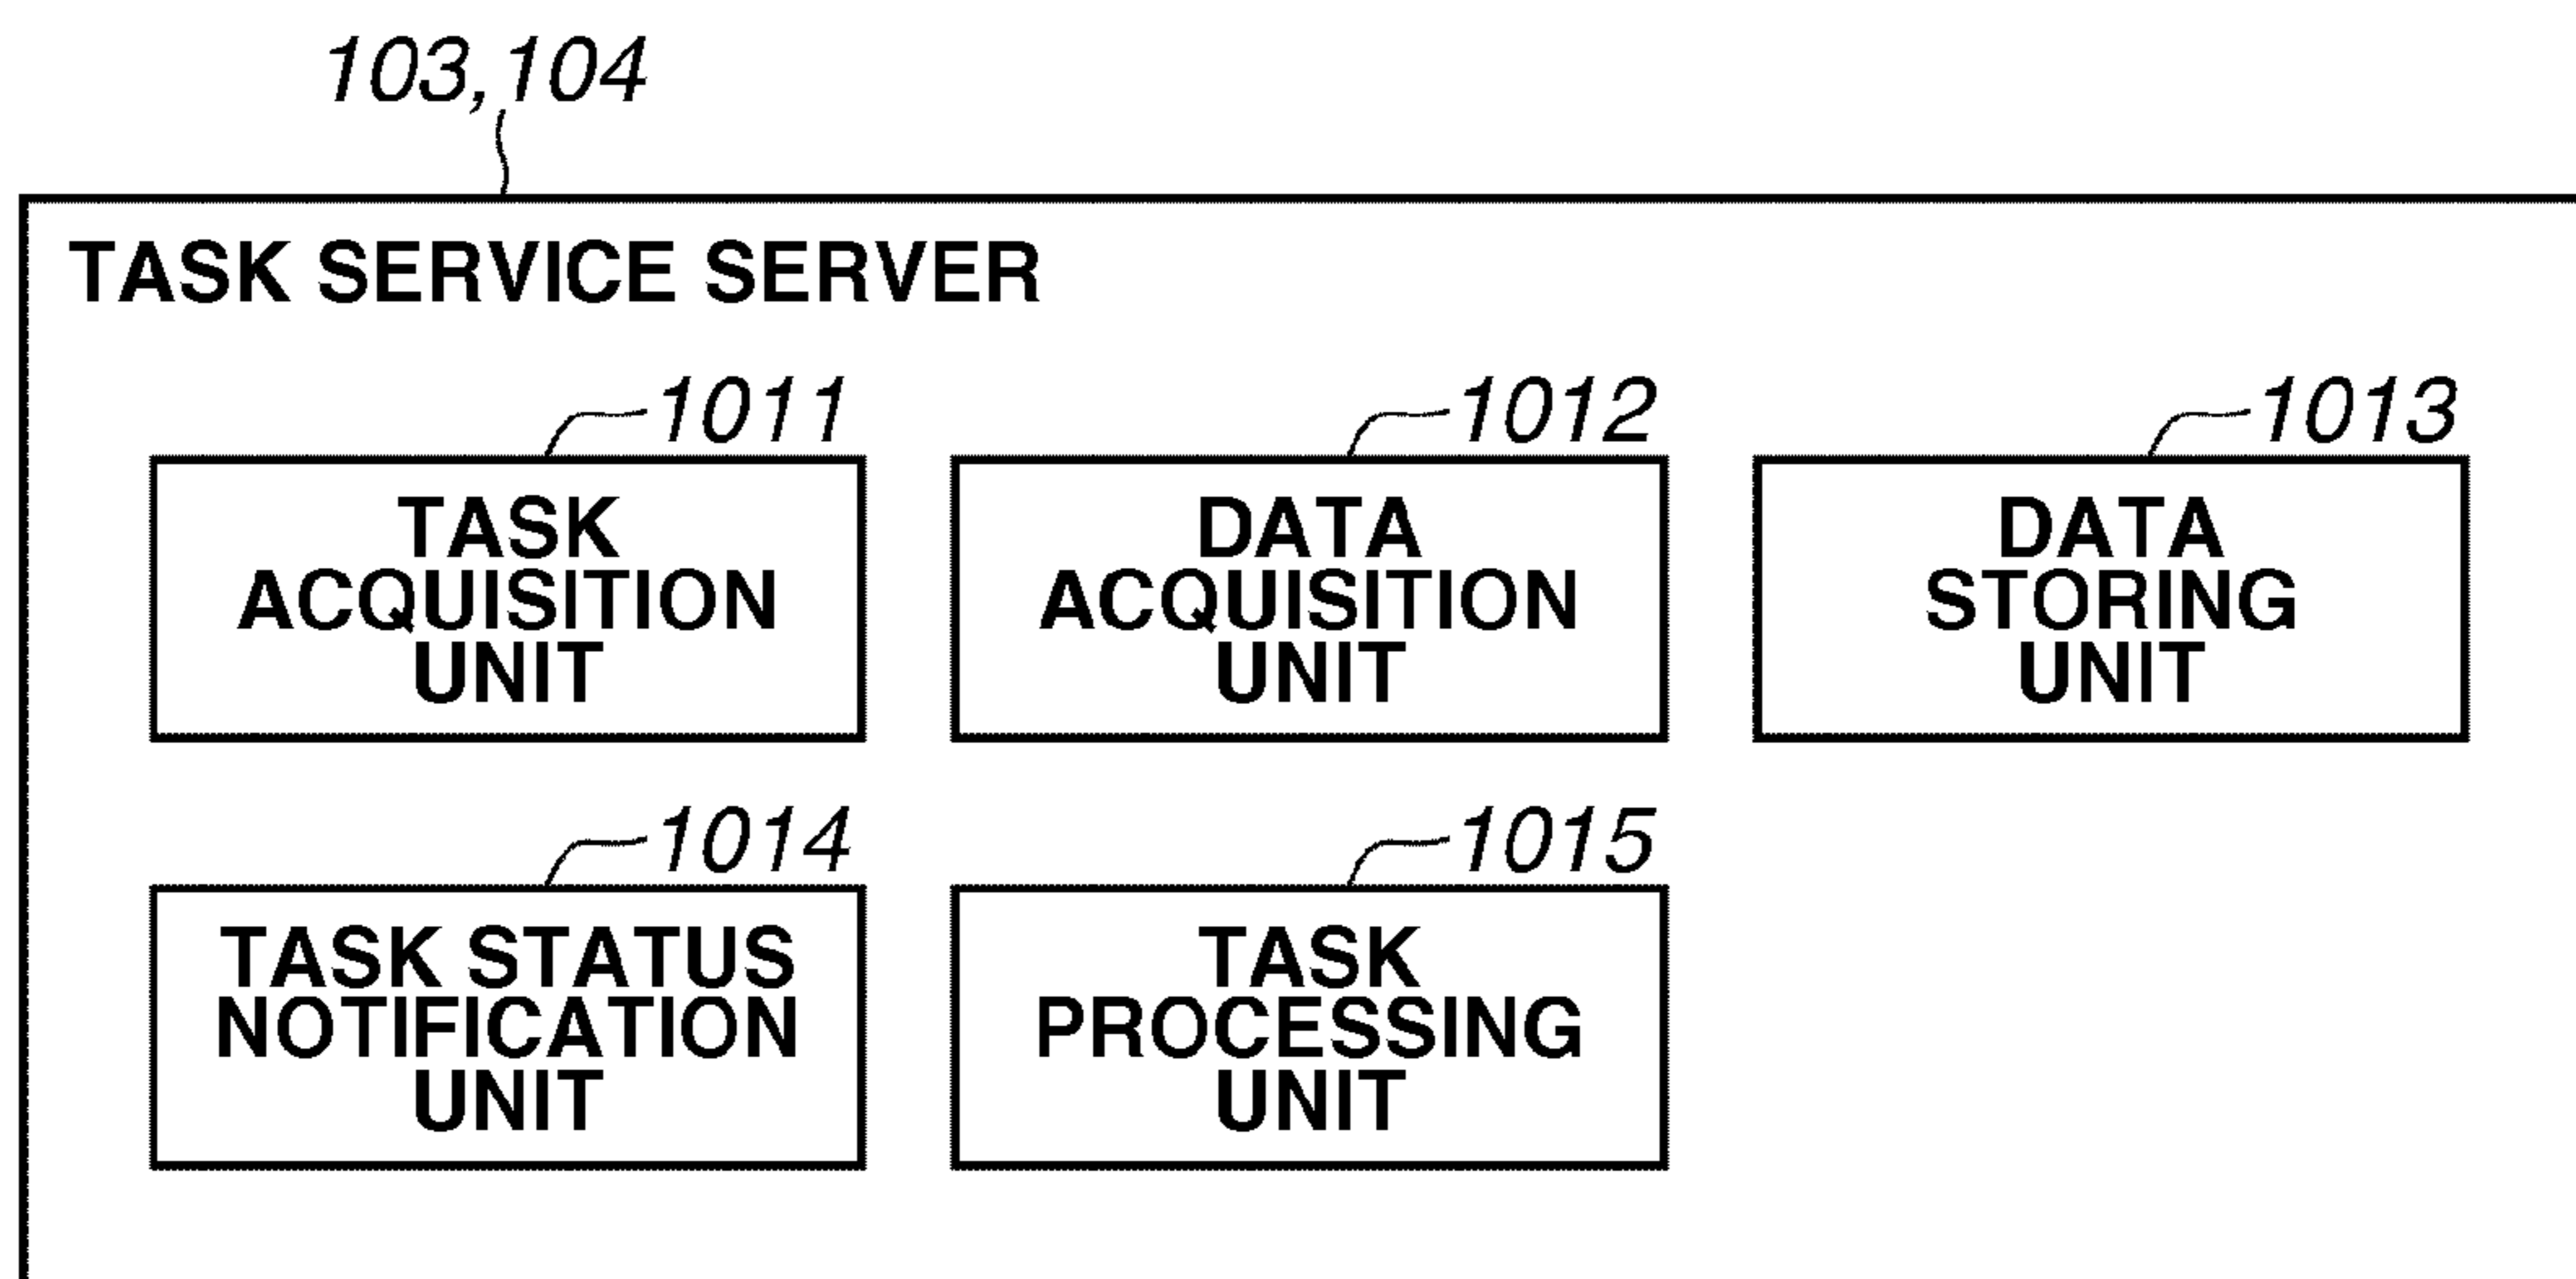 103,104
TASK SERVICE SERVER
1011
TASK
ACQUISITION
UNIT
1012
DATA
ACQUISITION
UNIT
1013
DATA
STORING
UNIT
1014
TASK STATUS
NOTIFICATION
UNIT
1015
TASK
PROCESSING
UNIT